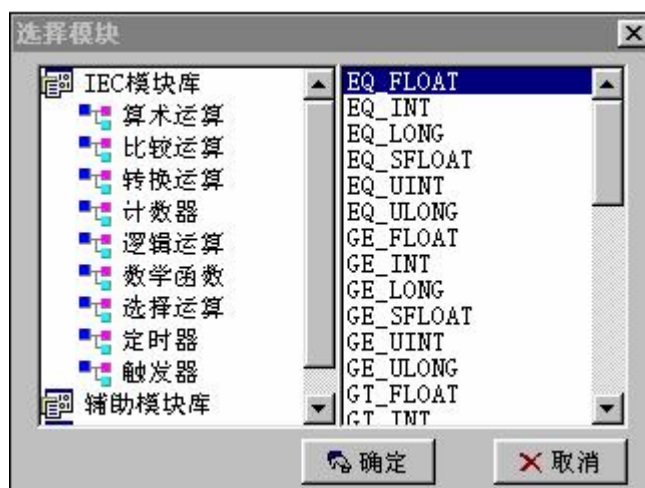 选择模块
IEC模块库
算术运算
比较运算
转换运算
计数器
逻辑运算
数学函数
选择运算
定时器
触发器
辅助模块库
EQ_FLOAT
EQ_INT
EQ_LONG
EQ_SFLOAT
EQ_UINT
EQ_ULONG
GE_FLOAT
GE_INT
GE_LONG
GE_SFLOAT
GE_UINT
GE_ULONG
GT_FLOAT
GT_INT
确定
取消